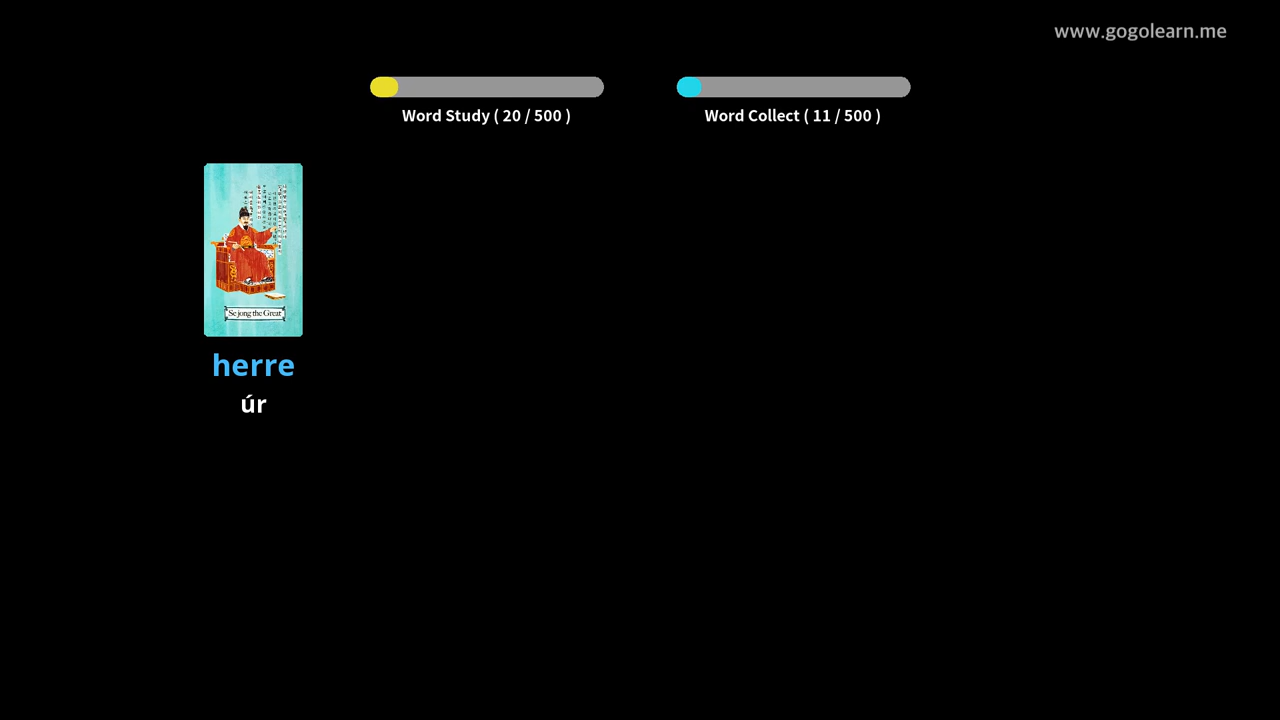 www.gogolearn.me
Word Study ( 20 / 500 )
Word Collect ( 11 / 500 )
Se jong the Great
herre
úr